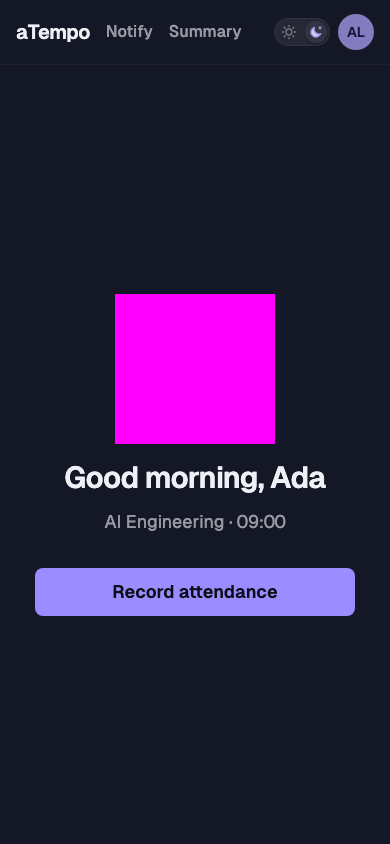 aTempo Notify Summary AL
Good morning, Ada
AI Engineering · 09:00
Record attendance